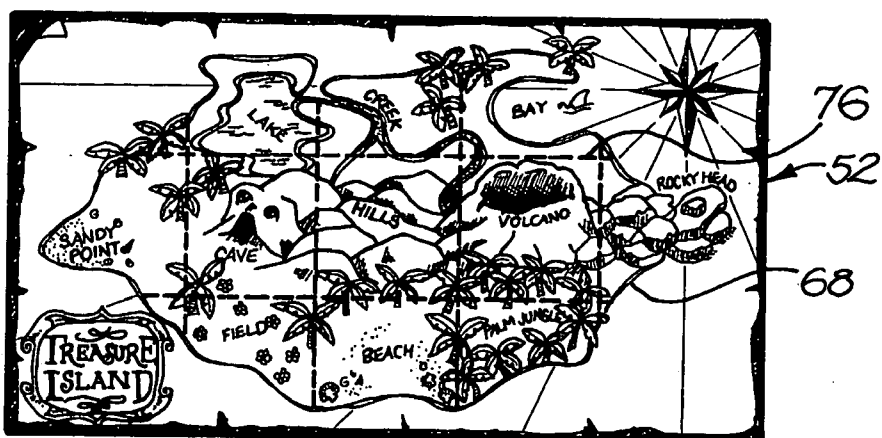 LAKE
CREEK
BAY
76
52
ROCKY HEAD
HILLS
VOLCANO
SANDY
POINT
CAVE
68
FIELD
PALM JUNGLE
BEACH
TREASURE
ISLAND